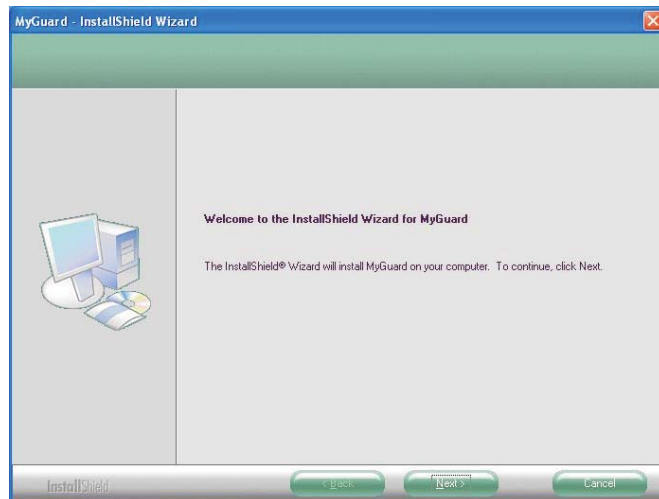 MyGuard - InstallShield Wizard
Welcome to the InstallShield Wizard for MyGuard
The InstallShield® Wizard will install MyGuard on your computer. To continue, click Next.
InstallShield
< Back
Next >
Cancel